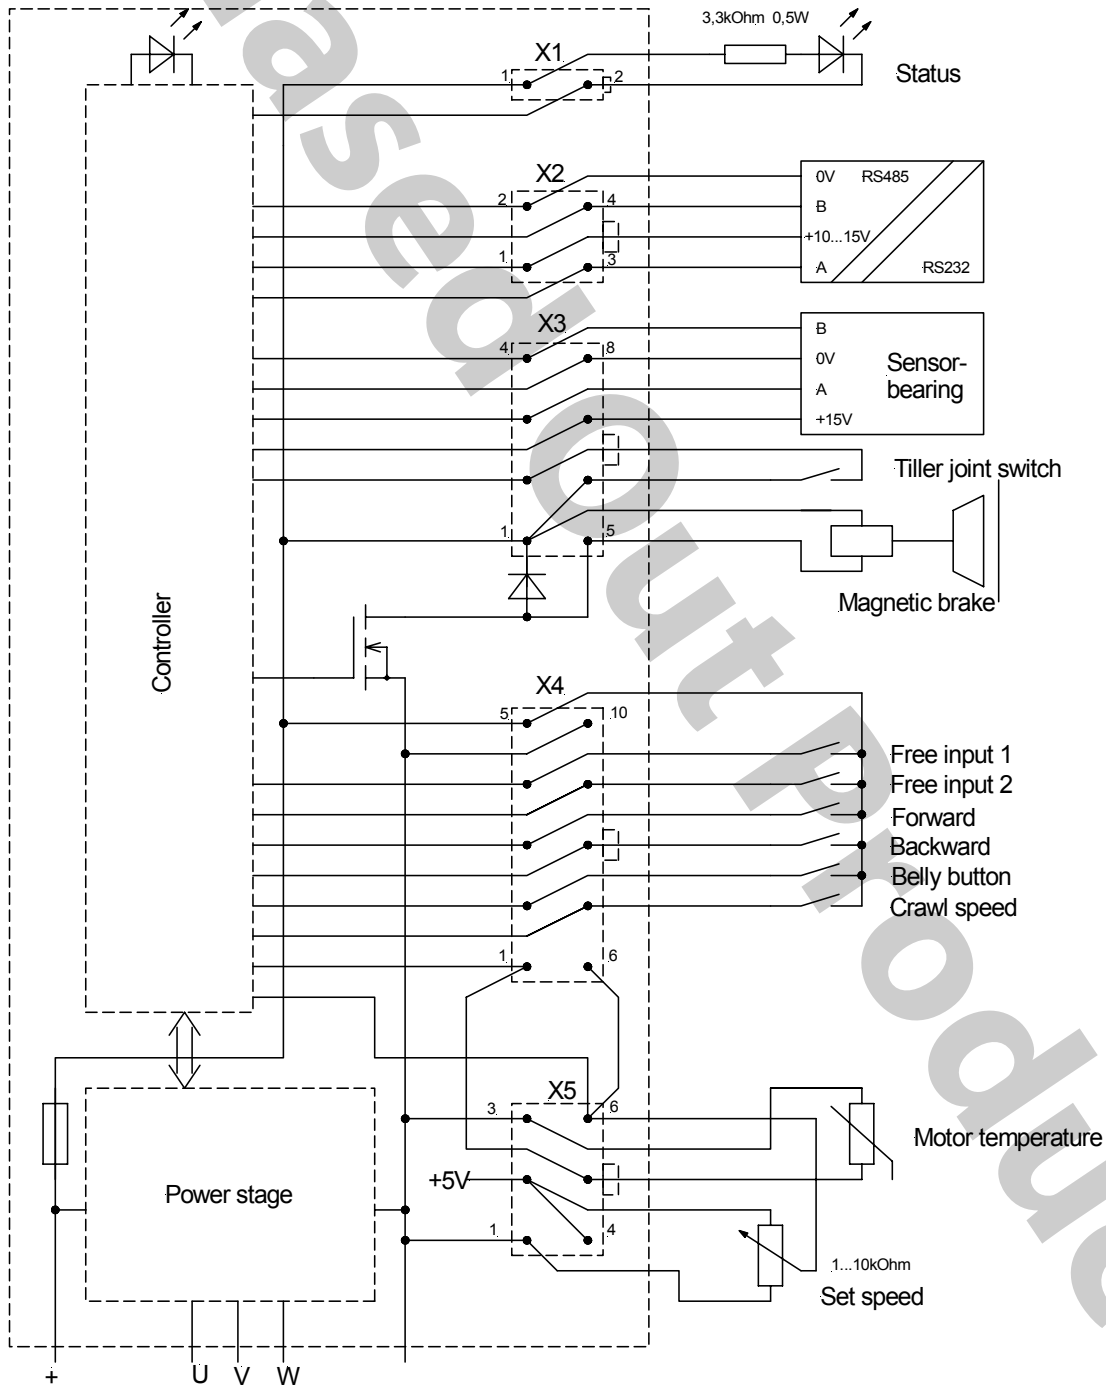 3,3kOhm 0,5W
X1
1
2
Status
X2
2
4
1
3
0V RS485
B
+10...15V
A RS232
X3
4
8
1
5
B
0V
A
+15V
Sensor-
bearing
Tiller joint switch
Magnetic brake
Controller
X4
5
10
1
6
Free input 1
Free input 2
Forward
Backward
Belly button
Crawl speed
X5
3
6
+5V
1
4
Motor temperature
1...10kOhm
Set speed
Power stage
+
U
V
W
ased Out Produ